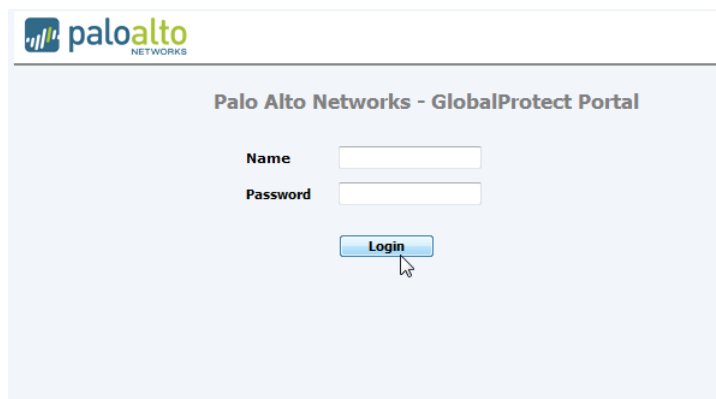 paloalto
NETWORKS
Palo Alto Networks - GlobalProtect Portal
Name
Password
Login